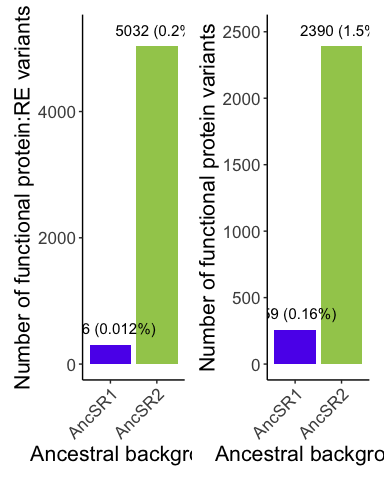 Number of functional protein:RE variants
5032 (0.2%
4000
2000
6 (0.012%)
0
AncSR1
AncSR2
Ancestral backgr
Number of functional protein variants
2390 (1.5%
2500
2000
1500
1000
500
59 (0.16%)
0
AncSR1
AncSR2
Ancestral backgro